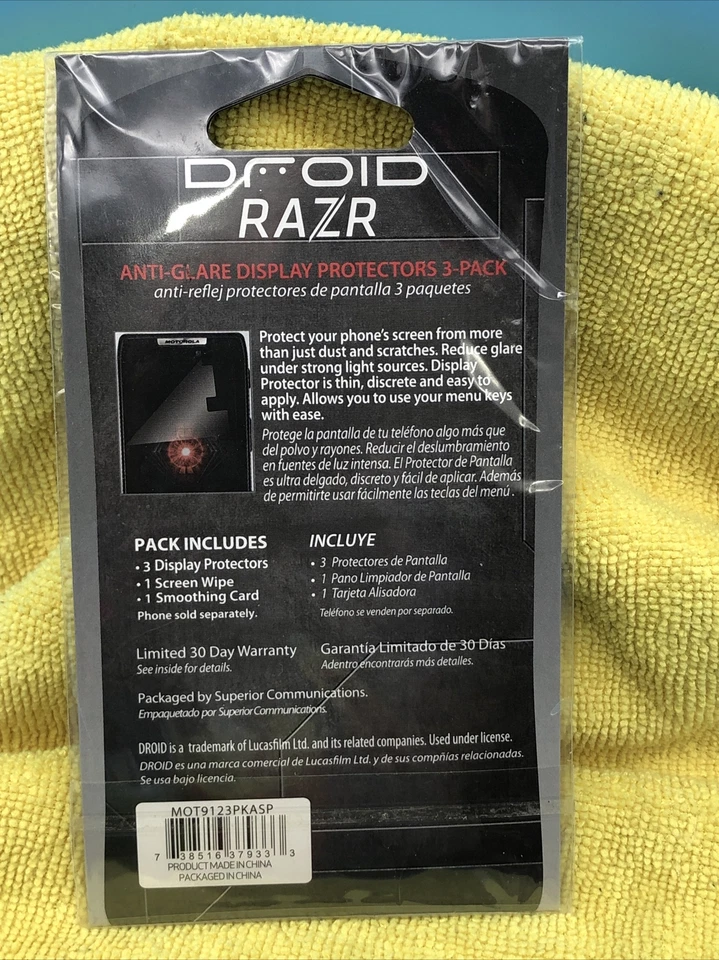 DROID
RAZR
ANTI-GLARE DISPLAY PROTECTORS 3-PACK
anti-reflej protectores de pantalla 3 paquetes
MOTOROLA
Protect your phone's screen from more
than just dust and scratches. Reduce glare
under strong light sources. Display
Protector is thin, discrete and easy to
apply. Allows you to use your menu keys
with ease.
Protege la pantalla de tu teléfono algo más que
del polvo y rayones. Reducir el deslumbramiento
en fuentes de luz intensa. El Protector de Pantalla
es ultra delgado, discreto y fácil de aplicar. Además
de permitirte usar fácilmente las teclas del menú.
PACK INCLUDES
• 3 Display Protectors
• 1 Screen Wipe
• 1 Smoothing Card
Phone sold separately.
INCLUYE
• 3 Protectores de Pantalla
• 1 Pano Limpiador de Pantalla
• 1 Tarjeta Alisadora
Teléfono se venden por separado.
Limited 30 Day Warranty
See inside for details.
Garantía Limitado de 30 Días
Adentro encontrarás más detalles.
Packaged by Superior Communications.
Empaquetado por Superior Communications.
DROID is a trademark of Lucasfilm Ltd. and its related companies. Used under license.
DROID es una marca comercial de Lucasfilm Ltd. y de sus compñias relacionadas.
Se usa bajo licencia.
MOT9123PKASP
7 38516 37933 3
PRODUCT MADE IN CHINA
PACKAGED IN CHINA